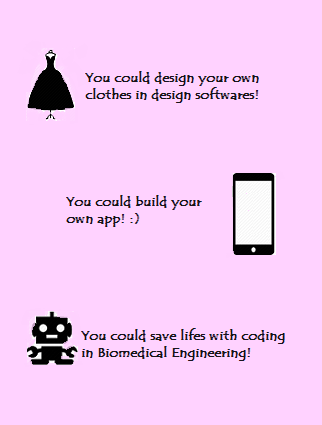 You could design your own
clothes in design softwares!
You could build your
own app! :)
You could save lifes with coding
in Biomedical Engineering!